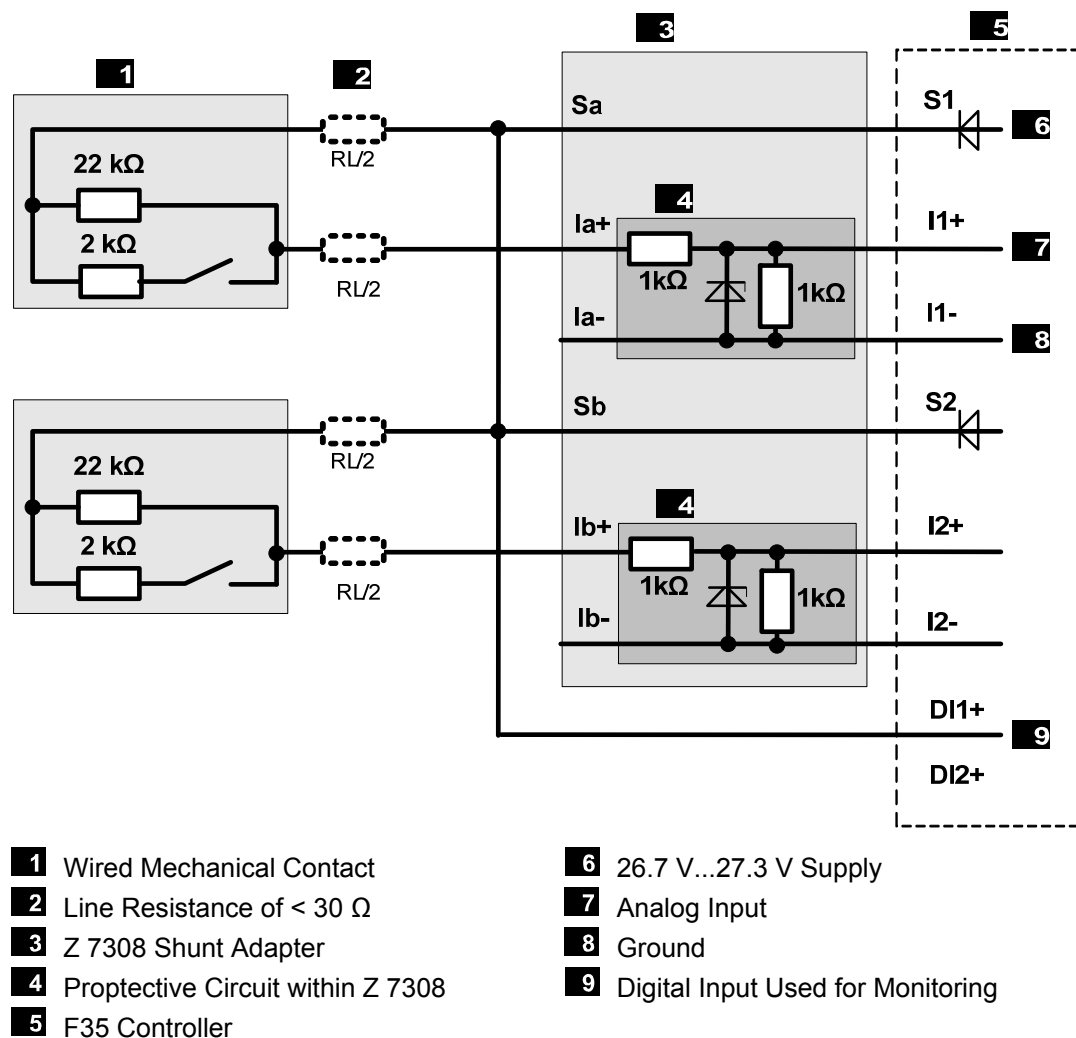 3
5
1
2
Sa
S1
6
RL/2
22 kΩ
4
Ia+
I1+
2 kΩ
7
1kΩ
1kΩ
RL/2
Ia-
I1-
8
Sb
S2
RL/2
22 kΩ
4
Ib+
I2+
2 kΩ
1kΩ
1kΩ
RL/2
Ib-
I2-
DI1+
9
DI2+
1 Wired Mechanical Contact
2 Line Resistance of < 30 Ω
3 Z 7308 Shunt Adapter
4 Proptective Circuit within Z 7308
5 F35 Controller
6 26.7 V...27.3 V Supply
7 Analog Input
8 Ground
9 Digital Input Used for Monitoring